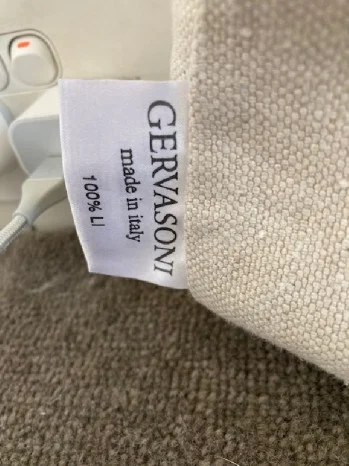 GERVASONI
made in italy
100% LI